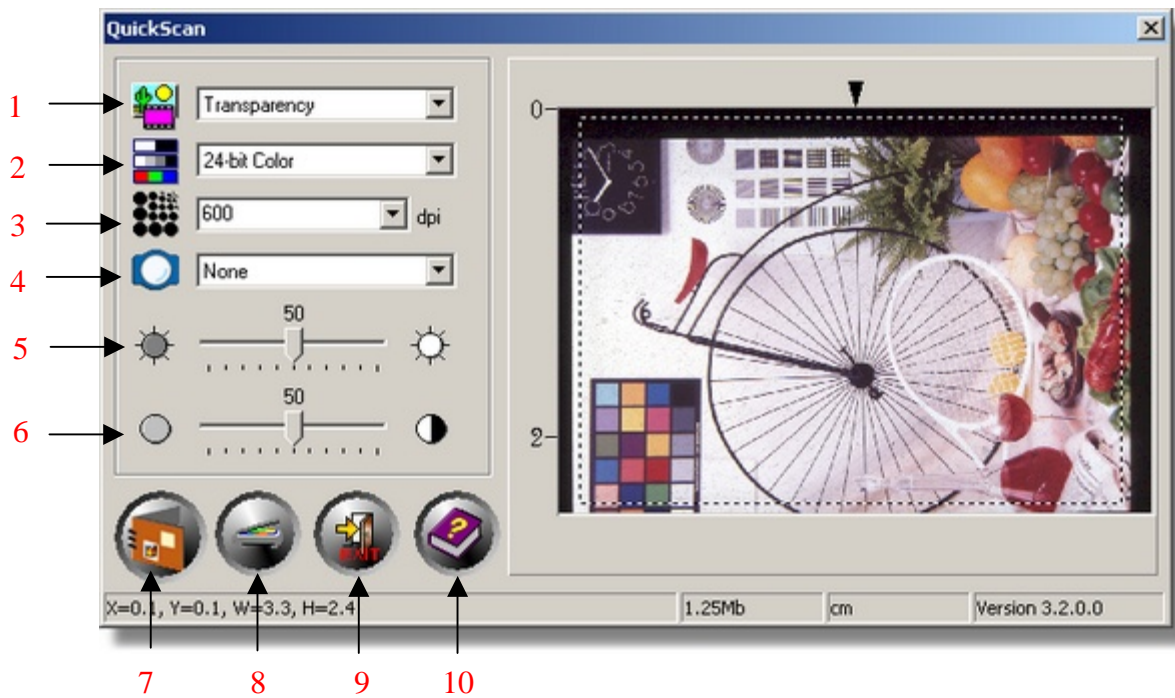 QuickScan
1
Transparency
2
24-bit Color
3
600
dpi
4
None
5
50
6
50
0
2
EXIT
?
X=0.1, Y=0.1, W=3.3, H=2.4
1.25Mb
cm
Version 3.2.0.0
7
8
9
10